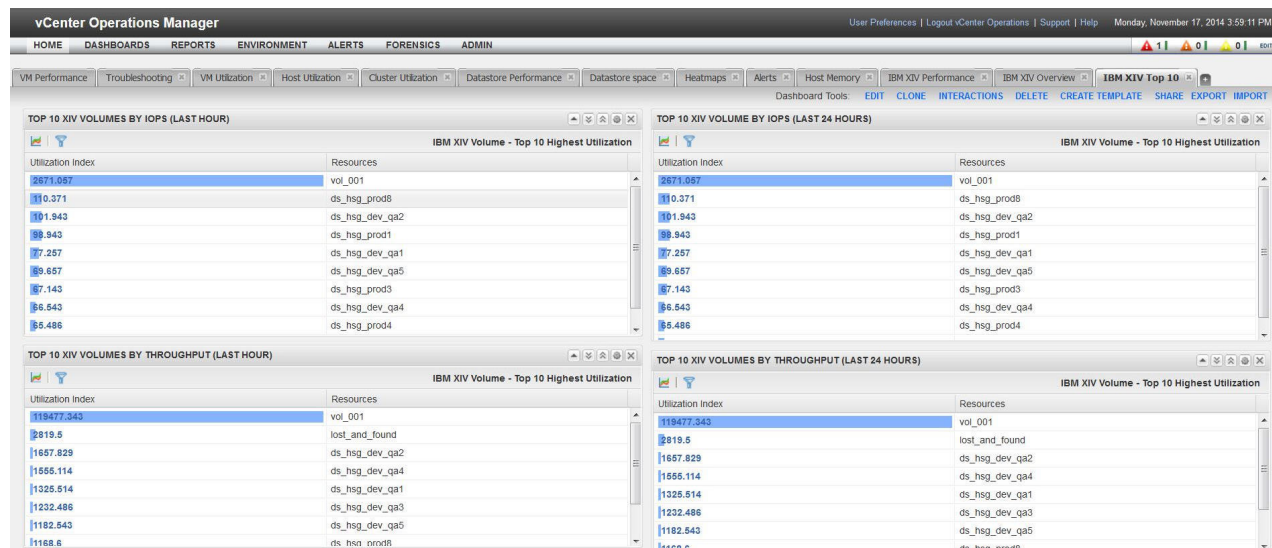 vCenter Operations Manager
User Preferences | Logout vCenter Operations | Support | Help Monday, November 17, 2014 3:59:11 PM
HOME DASHBOARDS REPORTS ENVIRONMENT ALERTS FORENSICS ADMIN
1 0 0 EDIT
VM Performance Troubleshooting VM Utilization Host Utilization Cluster Utilization Datastore Performance Datastore space Heatmaps Alerts Host Memory IBM XIV Performance IBM XIV Overview IBM XIV Top 10
Dashboard Tools: EDIT CLONE INTERACTIONS DELETE CREATE TEMPLATE SHARE EXPORT IMPORT
TOP 10 XIV VOLUMES BY IOPS (LAST HOUR)
IBM XIV Volume - Top 10 Highest Utilization
Utilization Index Resources
2671.057 vol_001
110.371 ds_hsg_prod8
101.943 ds_hsg_dev_qa2
98.943 ds_hsg_prod1
77.257 ds_hsg_dev_qa1
69.657 ds_hsg_dev_qa5
67.143 ds_hsg_prod3
66.543 ds_hsg_dev_qa4
65.486 ds_hsg_prod4
TOP 10 XIV VOLUME BY IOPS (LAST 24 HOURS)
IBM XIV Volume - Top 10 Highest Utilization
Utilization Index Resources
2671.057 vol_001
110.371 ds_hsg_prod8
101.943 ds_hsg_dev_qa2
98.943 ds_hsg_prod1
77.257 ds_hsg_dev_qa1
69.657 ds_hsg_dev_qa5
67.143 ds_hsg_prod3
66.543 ds_hsg_dev_qa4
65.486 ds_hsg_prod4
TOP 10 XIV VOLUMES BY THROUGHPUT (LAST HOUR)
IBM XIV Volume - Top 10 Highest Utilization
Utilization Index Resources
119477.343 vol_001
2819.5 lost_and_found
1657.829 ds_hsg_dev_qa2
1555.114 ds_hsg_dev_qa4
1325.514 ds_hsg_dev_qa1
1232.486 ds_hsg_dev_qa3
1182.543 ds_hsg_dev_qa5
1168.6 ds_hsg_prod8
TOP 10 XIV VOLUMES BY THROUGHPUT (LAST 24 HOURS)
IBM XIV Volume - Top 10 Highest Utilization
Utilization Index Resources
119477.343 vol_001
2819.5 lost_and_found
1657.829 ds_hsg_dev_qa2
1555.114 ds_hsg_dev_qa4
1325.514 ds_hsg_dev_qa1
1232.486 ds_hsg_dev_qa3
1182.543 ds_hsg_dev_qa5